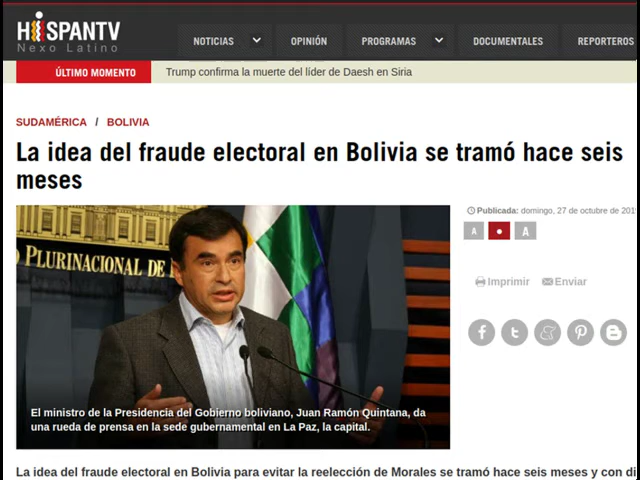 HISPANTV
Nexo Latino
NOTICIAS OPINIÓN PROGRAMAS DOCUMENTALES REPORTEROS
ÚLTIMO MOMENTO Trump confirma la muerte del líder de Daesh en Siria
SUDAMÉRICA / BOLIVIA
La idea del fraude electoral en Bolivia se tramó hace seis
meses
Publicada: domingo, 27 de octubre de 201
A A
Imprimir Enviar
PLURINACIONAL DE
El ministro de la Presidencia del Gobierno boliviano, Juan Ramón Quintana, da
una rueda de prensa en la sede gubernamental en La Paz, la capital.
La idea del fraude electoral en Bolivia para evitar la reelección de Morales se tramó hace seis meses y con di